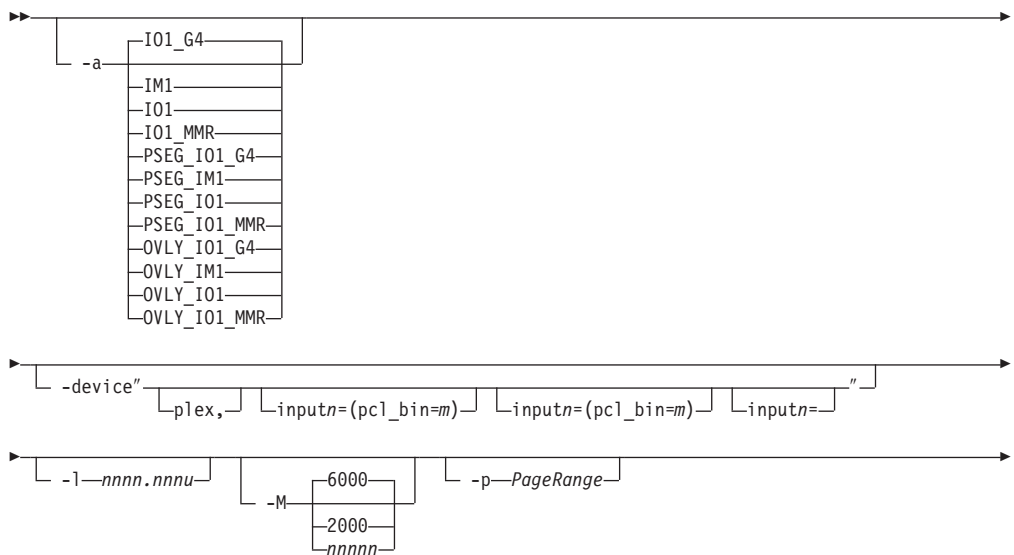 IO1_G4
-a
IM1
IO1
IO1_MMR
PSEG_IO1_G4
PSEG_IM1
PSEG_IO1
PSEG_IO1_MMR
OVLY_IO1_G4
OVLY_IM1
OVLY_IO1
OVLY_IO1_MMR
-device" "
plex, inputn=(pcl_bin=m) inputn=(pcl_bin=m) inputn=
-l nnnn.nnnu 6000 -p PageRange
-M
2000
nnnnn